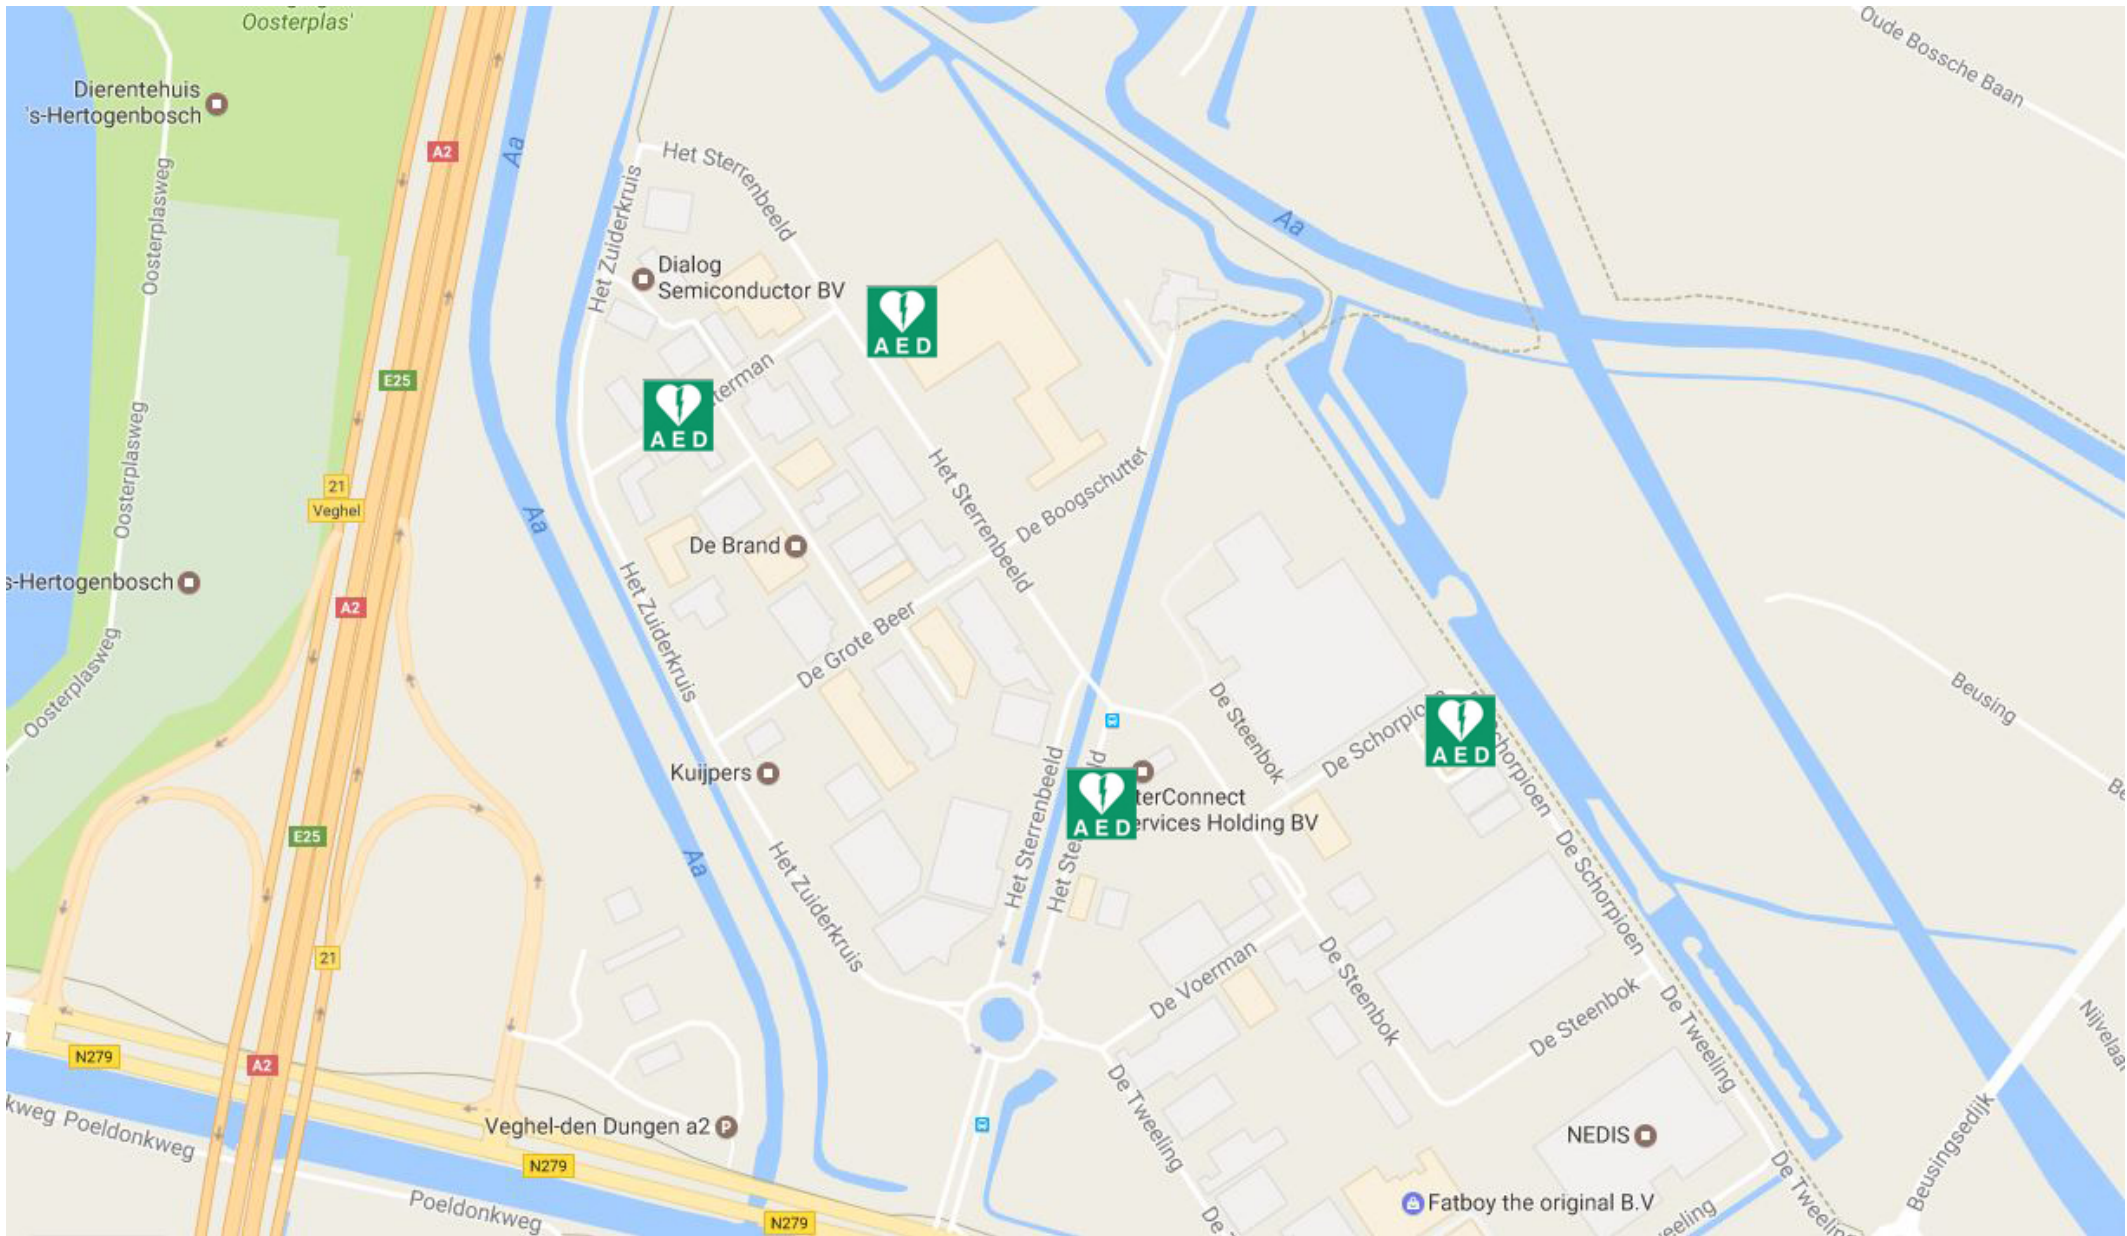 Oosterplas'
Oude Bossche Baan
Dierentehuis
's-Hertogenbosch
A2
Aa
Het Sterrenbeeld
Oosterplasweg
Het Zuiderkruis
Aa
Dialog
Semiconductor BV
AED
E25
AED
Oosterplasweg
21
Veghel
Het Sterrenbeeld
De Boogschutter
Aa
De Brand
s-Hertogenbosch
A2
Het Zuiderkruis
De Grote Beer
Oosterplasweg
De Steenbok
Beusing
AED
De Schorpioen
Kuijpers
Het Sterrenbeeld
AED
terConnect
ervices Holding BV
E25
Aa
Het Zuiderkruis
De Schorpioen
21
De Voerman
De Steenbok
De Steenbok
De Tweeling
N279
A2
De Tweeling
Beusingsedijk
Poeldonkweg
Veghel-den Dungen a2
P
NEDIS
N279
Poeldonkweg
N279
Fatboy the original B.V
De Tweeling